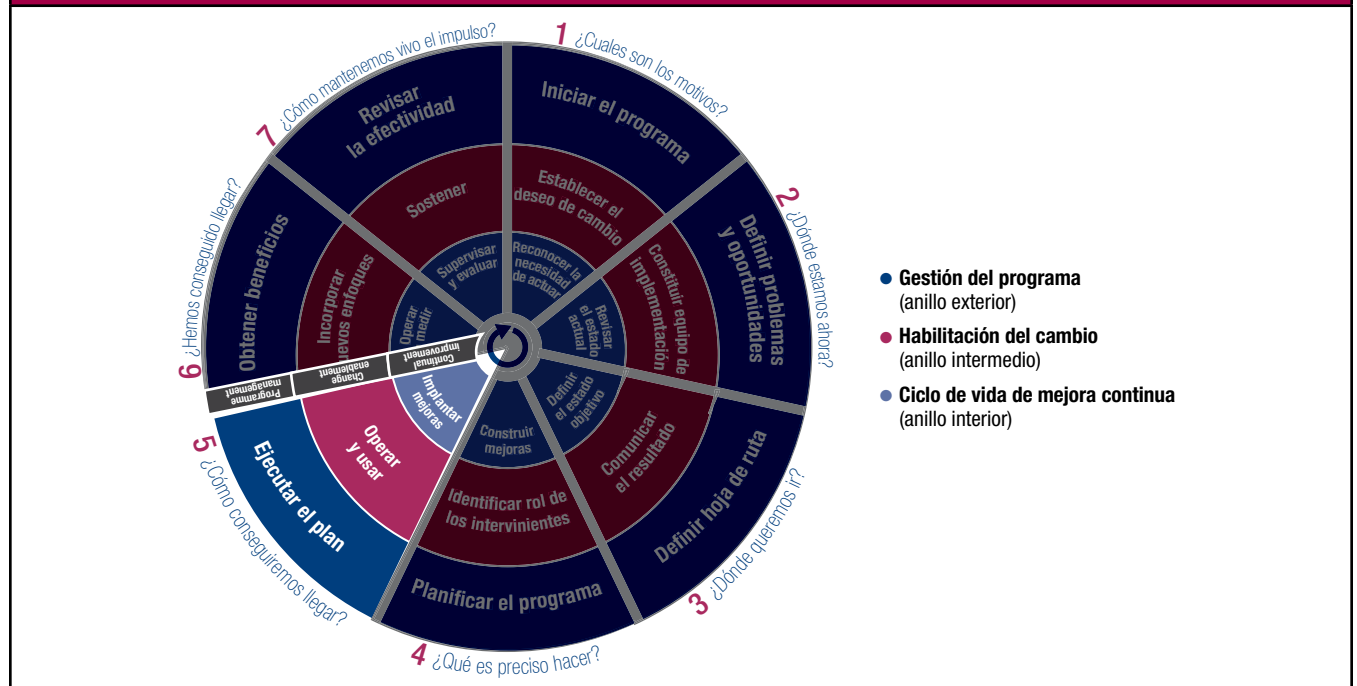 1 ¿Cuales son los motivos?
Iniciar el programa
Establecer el
deseo de cambio
Reconocer la
necesidad
de actuar
2 ¿Dónde estamos ahora?
Definir problemas
y oportunidades
Constituir equipo de
implementación
Revisar
el estado
actual
3 ¿Dónde queremos ir?
Definir hoja de ruta
Comunicar
el resultado
Definir
el estado
objetivo
4 ¿Qué es preciso hacer?
Planificar el programa
Identificar rol de
los intervinientes
Construir
mejoras
5 ¿Cómo conseguiremos llegar?
Ejecutar el plan
Operar
y usar
Implantar
mejoras
6 ¿Hemos conseguido llegar?
Obtener beneficios
Incorporar
nuevos enfoques
Operar
medir
7 ¿Cómo mantenemos vivo el impulso?
Revisar
la efectividad
Sostener
Supervisar
y evaluar
Programme
management
Change
enablement
Continual
improvement
• Gestión del programa
(anillo exterior)
• Habilitación del cambio
(anillo intermedio)
• Ciclo de vida de mejora continua
(anillo interior)